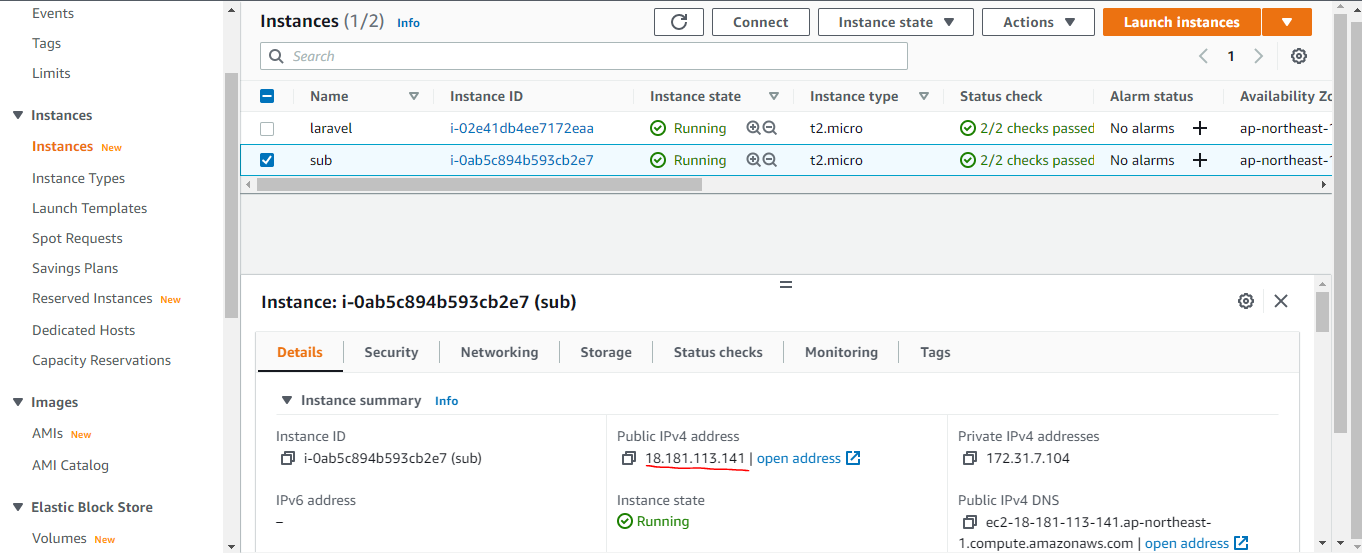 Events
Tags
Limits
Instances
Instances New
Instance Types
Launch Templates
Spot Requests
Savings Plans
Reserved Instances New
Dedicated Hosts
Capacity Reservations
Images
AMIs New
AMI Catalog
Elastic Block Store
Volumes New
Instances (1/2) Info
Connect Instance state Actions Launch instances
Search
1
Name Instance ID Instance state Instance type Status check Alarm status Availability Zo
laravel i-02e41db4ee7172eaa Running t2.micro 2/2 checks passed No alarms ap-northeast-1
sub i-0ab5c894b593cb2e7 Running t2.micro 2/2 checks passed No alarms ap-northeast-1
Instance: i-0ab5c894b593cb2e7 (sub)
Details Security Networking Storage Status checks Monitoring Tags
Instance summary Info
Instance ID Public IPv4 address Private IPv4 addresses
i-0ab5c894b593cb2e7 (sub) 18.181.113.141 | open address 172.31.7.104
IPv6 address Instance state Public IPv4 DNS
– Running ec2-18-181-113-141.ap-northeast-
1.compute.amazonaws.com | open address